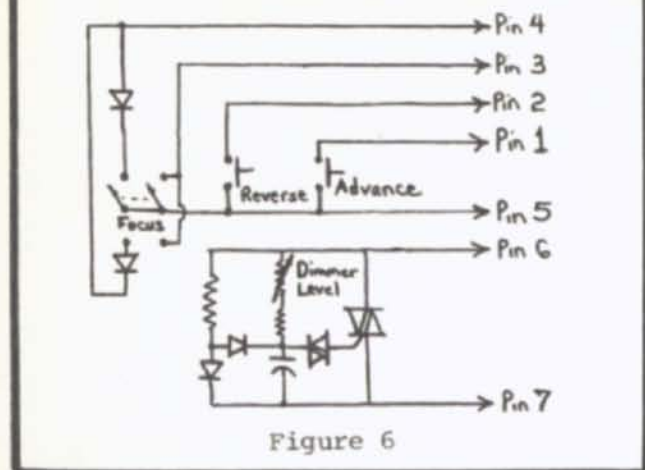 Pin 4
Pin 3
Pin 2
Pin 1
Reverse
Advance
Pin 5
Focus
Pin 6
Dimmer
Level
Pin 7
Figure 6